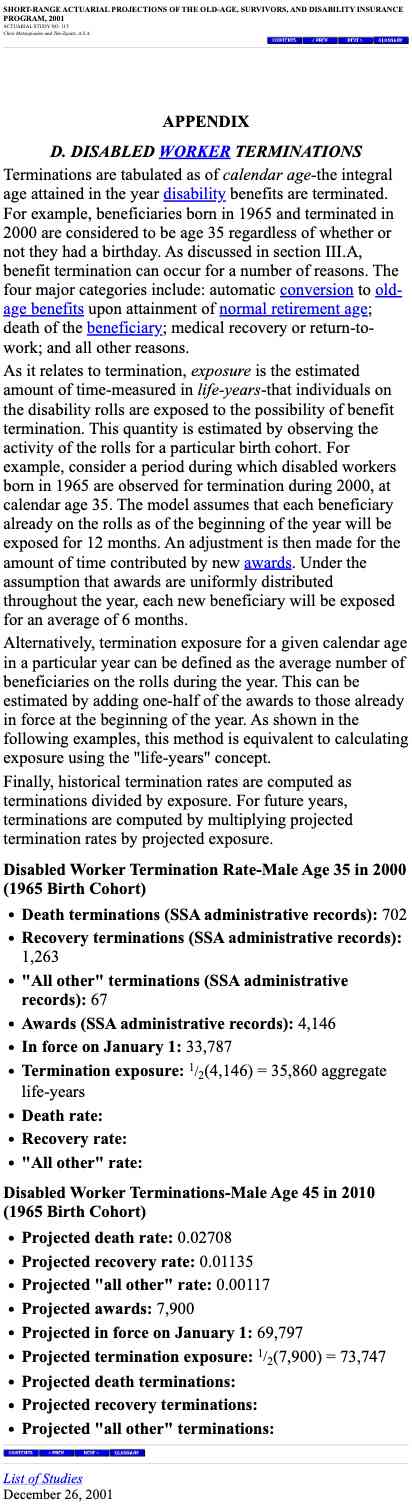 SHORT-RANGE ACTUARIAL PROJECTIONS OF THE OLD-AGE, SURVIVORS, AND DISABILITY INSURANCE
PROGRAM, 2001
ACTUARIAL STUDY NO. 115
CONTENTS < PREV NEXT > GLOSSARY
APPENDIX
D. DISABLED WORKER TERMINATIONS
Terminations are tabulated as of calendar age-the integral
age attained in the year disability benefits are terminated.
For example, beneficiaries born in 1965 and terminated in
2000 are considered to be age 35 regardless of whether or
not they had a birthday. As discussed in section III.A,
benefit termination can occur for a number of reasons. The
four major categories include: automatic conversion to old-
age benefits upon attainment of normal retirement age;
death of the beneficiary; medical recovery or return-to-
work; and all other reasons.
As it relates to termination, exposure is the estimated
amount of time-measured in life-years-that individuals on
the disability rolls are exposed to the possibility of benefit
termination. This quantity is estimated by observing the
activity of the rolls for a particular birth cohort. For
example, consider a period during which disabled workers
born in 1965 are observed for termination during 2000, at
calendar age 35. The model assumes that each beneficiary
already on the rolls as of the beginning of the year will be
exposed for 12 months. An adjustment is then made for the
amount of time contributed by new awards. Under the
assumption that awards are uniformly distributed
throughout the year, each new beneficiary will be exposed
for an average of 6 months.
Alternatively, termination exposure for a given calendar age
in a particular year can be defined as the average number of
beneficiaries on the rolls during the year. This can be
estimated by adding one-half of the awards to those already
in force at the beginning of the year. As shown in the
following examples, this method is equivalent to calculating
exposure using the "life-years" concept.
Finally, historical termination rates are computed as
terminations divided by exposure. For future years,
terminations are computed by multiplying projected
termination rates by projected exposure.
Disabled Worker Termination Rate-Male Age 35 in 2000
(1965 Birth Cohort)
• Death terminations (SSA administrative records): 702
• Recovery terminations (SSA administrative records):
1,263
• "All other" terminations (SSA administrative
records): 67
• Awards (SSA administrative records): 4,146
• In force on January 1: 33,787
• Termination exposure: 1/2(4,146) = 35,860 aggregate
life-years
• Death rate:
• Recovery rate:
• "All other" rate:
Disabled Worker Terminations-Male Age 45 in 2010
(1965 Birth Cohort)
• Projected death rate: 0.02708
• Projected recovery rate: 0.01135
• Projected "all other" rate: 0.00117
• Projected awards: 7,900
• Projected in force on January 1: 69,797
• Projected termination exposure: 1/2(7,900) = 73,747
• Projected death terminations:
• Projected recovery terminations:
• Projected "all other" terminations:
CONTENTS < PREV NEXT > GLOSSARY
List of Studies
December 26, 2001